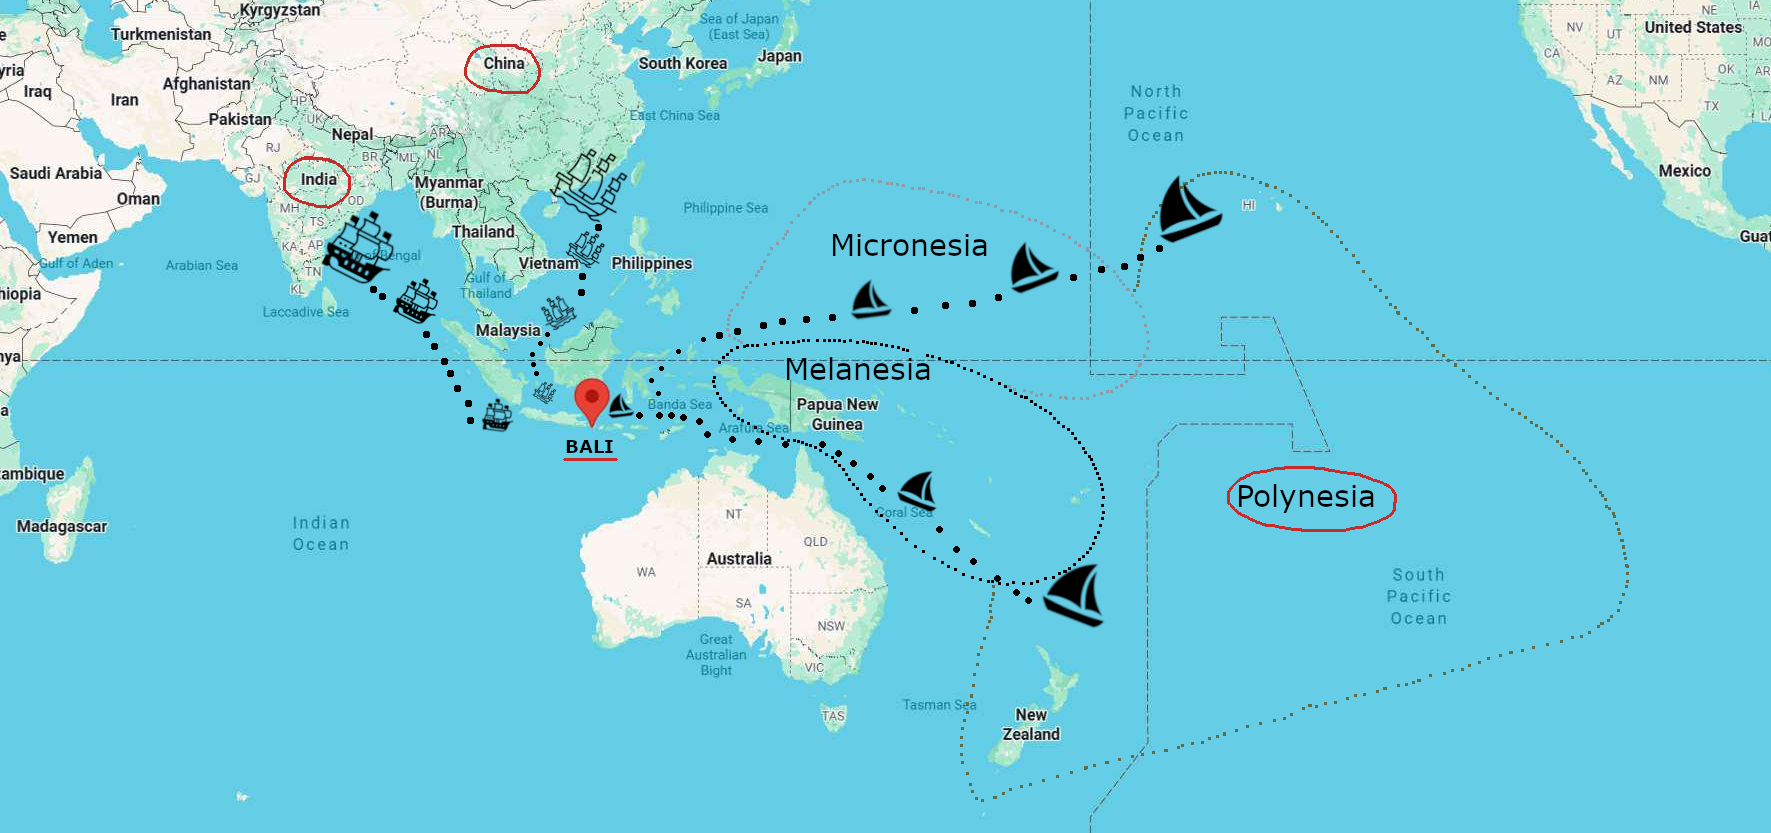 Kyrgyzstan
Turkmenistan
Sea of Japan
(East Sea)
NE
IA
United States
NV
UT
CA
MO
China
South Korea
Japan
yria
Iraq
Iran
Afghanistan
OK
AR
AZ
NM
TX
LA
HP
UK
Pakistan
Nepal
AR
East China Sea
North
Pacific
Ocean
RJ
BR
ML
NL
Saudi Arabia
GJ
India
Myanmar
(Burma)
Mexico
Oman
MH
OD
TS
Philippine Sea
HI
Yemen
KA
AP
Thailand
Guat
Gulf of Aden
Arabian Sea
of Bengal
TN
KL
Vietnam
Philippines
Micronesia
hiopia
Gulf of
Thailand
Laccadive Sea
Malaysia
nya
Melanesia
a
Banda Sea
Papua New
Guinea
Arafura Sea
BALI
zambique
Polynesia
Madagascar
Indian
Ocean
NT
Coral Sea
QLD
Australia
WA
SA
South
Pacific
Ocean
NSW
Great
Australian
Bight
VIC
Tasman Sea
TAS
New
Zealand